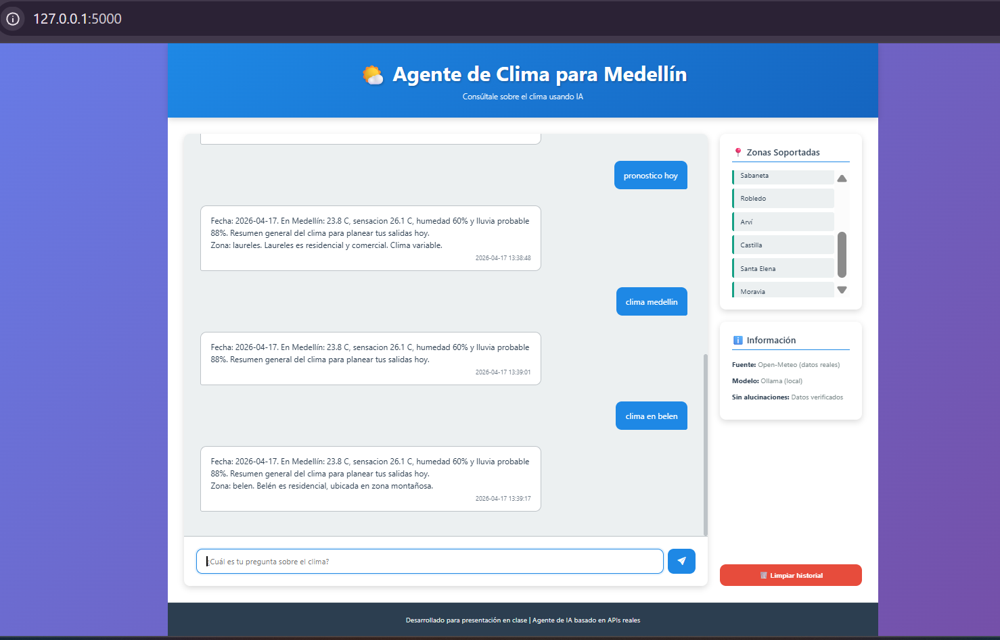 127.0.0.1:5000
Agente de Clima para Medellín
Consúltale sobre el clima usando IA
pronostico hoy
Fecha: 2026-04-17. En Medellín: 23.8 C, sensacion 26.1 C, humedad 60% y lluvia probable
88%. Resumen general del clima para planear tus salidas hoy.
Zona: laureles. Laureles es residencial y comercial. Clima variable.
2026-04-17 13:38:48
clima medellin
Fecha: 2026-04-17. En Medellín: 23.8 C, sensacion 26.1 C, humedad 60% y lluvia probable
88%. Resumen general del clima para planear tus salidas hoy.
2026-04-17 13:39:01
clima en belen
Fecha: 2026-04-17. En Medellín: 23.8 C, sensacion 26.1 C, humedad 60% y lluvia probable
88%. Resumen general del clima para planear tus salidas hoy.
Zona: belen. Belén es residencial, ubicada en zona montañosa.
2026-04-17 13:39:17
¿Cuál es tu pregunta sobre el clima?
Zonas Soportadas
Sabaneta
Robledo
Arví
Castilla
Santa Elena
Moravia
Información
Fuente: Open-Meteo (datos reales)
Modelo: Ollama (local)
Sin alucinaciones: Datos verificados
Limpiar historial
Desarrollado para presentación en clase | Agente de IA basado en APIs reales